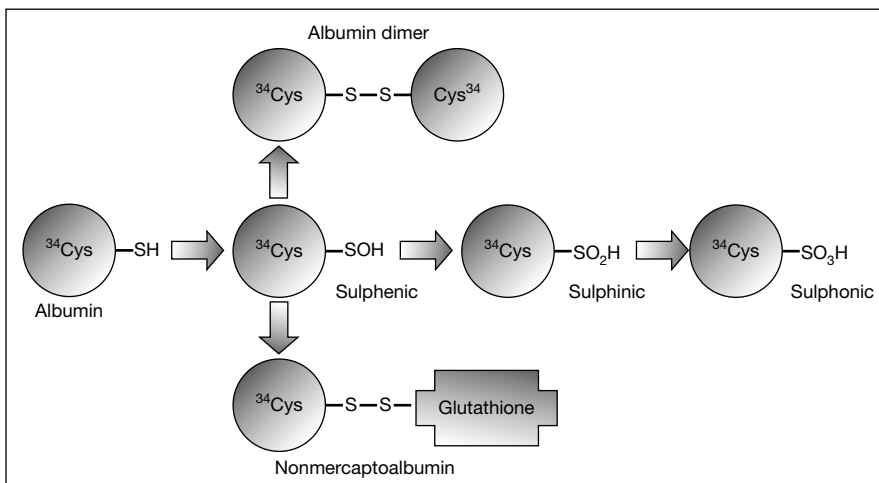 Albumin dimer
³⁴Cys S S Cys³⁴
³⁴Cys SH ³⁴Cys SOH ³⁴Cys SO₂H ³⁴Cys SO₃H
Albumin Sulphenic Sulphinic Sulphonic
³⁴Cys S S Glutathione
Nonmercaptoalbumin